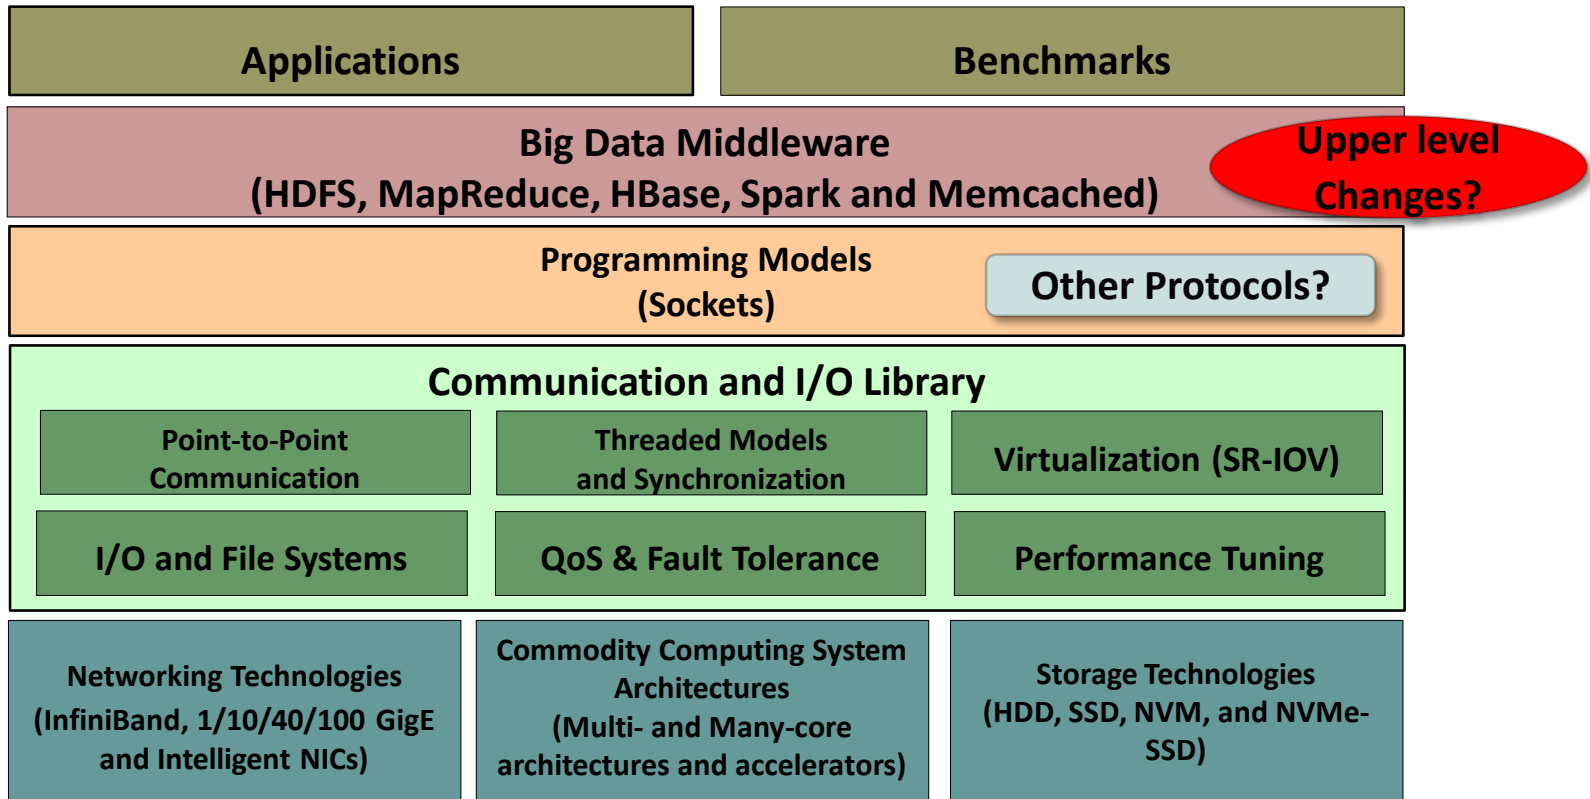 Applications
Benchmarks
Big Data Middleware
(HDFS, MapReduce, HBase, Spark and Memcached)
Upper level
Changes?
Programming Models
(Sockets)
Other Protocols?
Communication and I/O Library
Point-to-Point
Communication
Threaded Models
and Synchronization
Virtualization (SR-IOV)
I/O and File Systems
QoS & Fault Tolerance
Performance Tuning
Networking Technologies
(InfiniBand, 1/10/40/100 GigE
and Intelligent NICs)
Commodity Computing System
Architectures
(Multi- and Many-core
architectures and accelerators)
Storage Technologies
(HDD, SSD, NVM, and NVMe-
SSD)